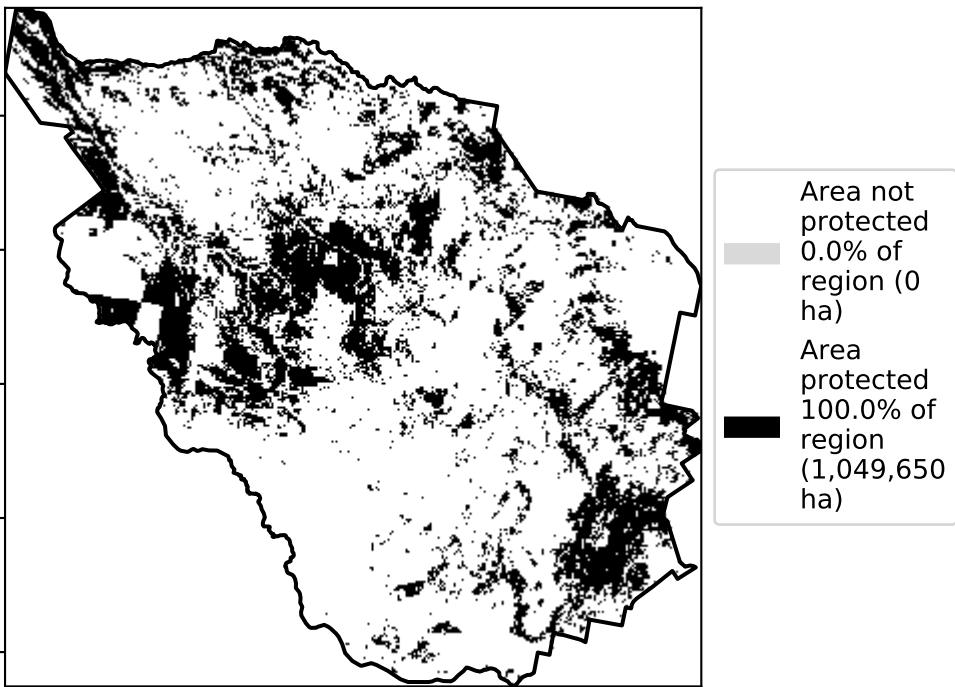 Area not
protected
0.0% of
region (0
ha)
Area
protected
100.0% of
region
(1,049,650
ha)